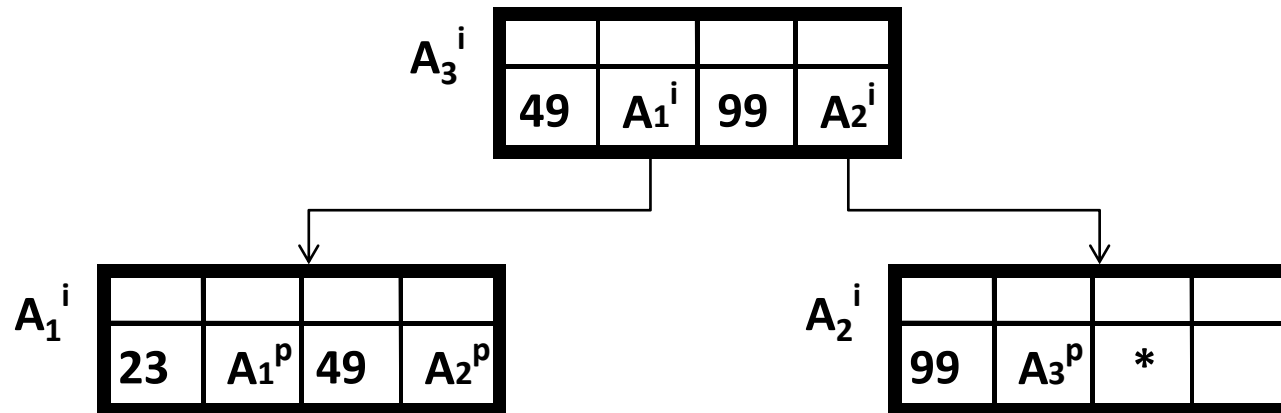 A₃ⁱ
49 A1ⁱ 99 A2ⁱ
A₁ⁱ
23 A1ᵖ 49 A2ᵖ
A₂ⁱ
99 A3ᵖ *